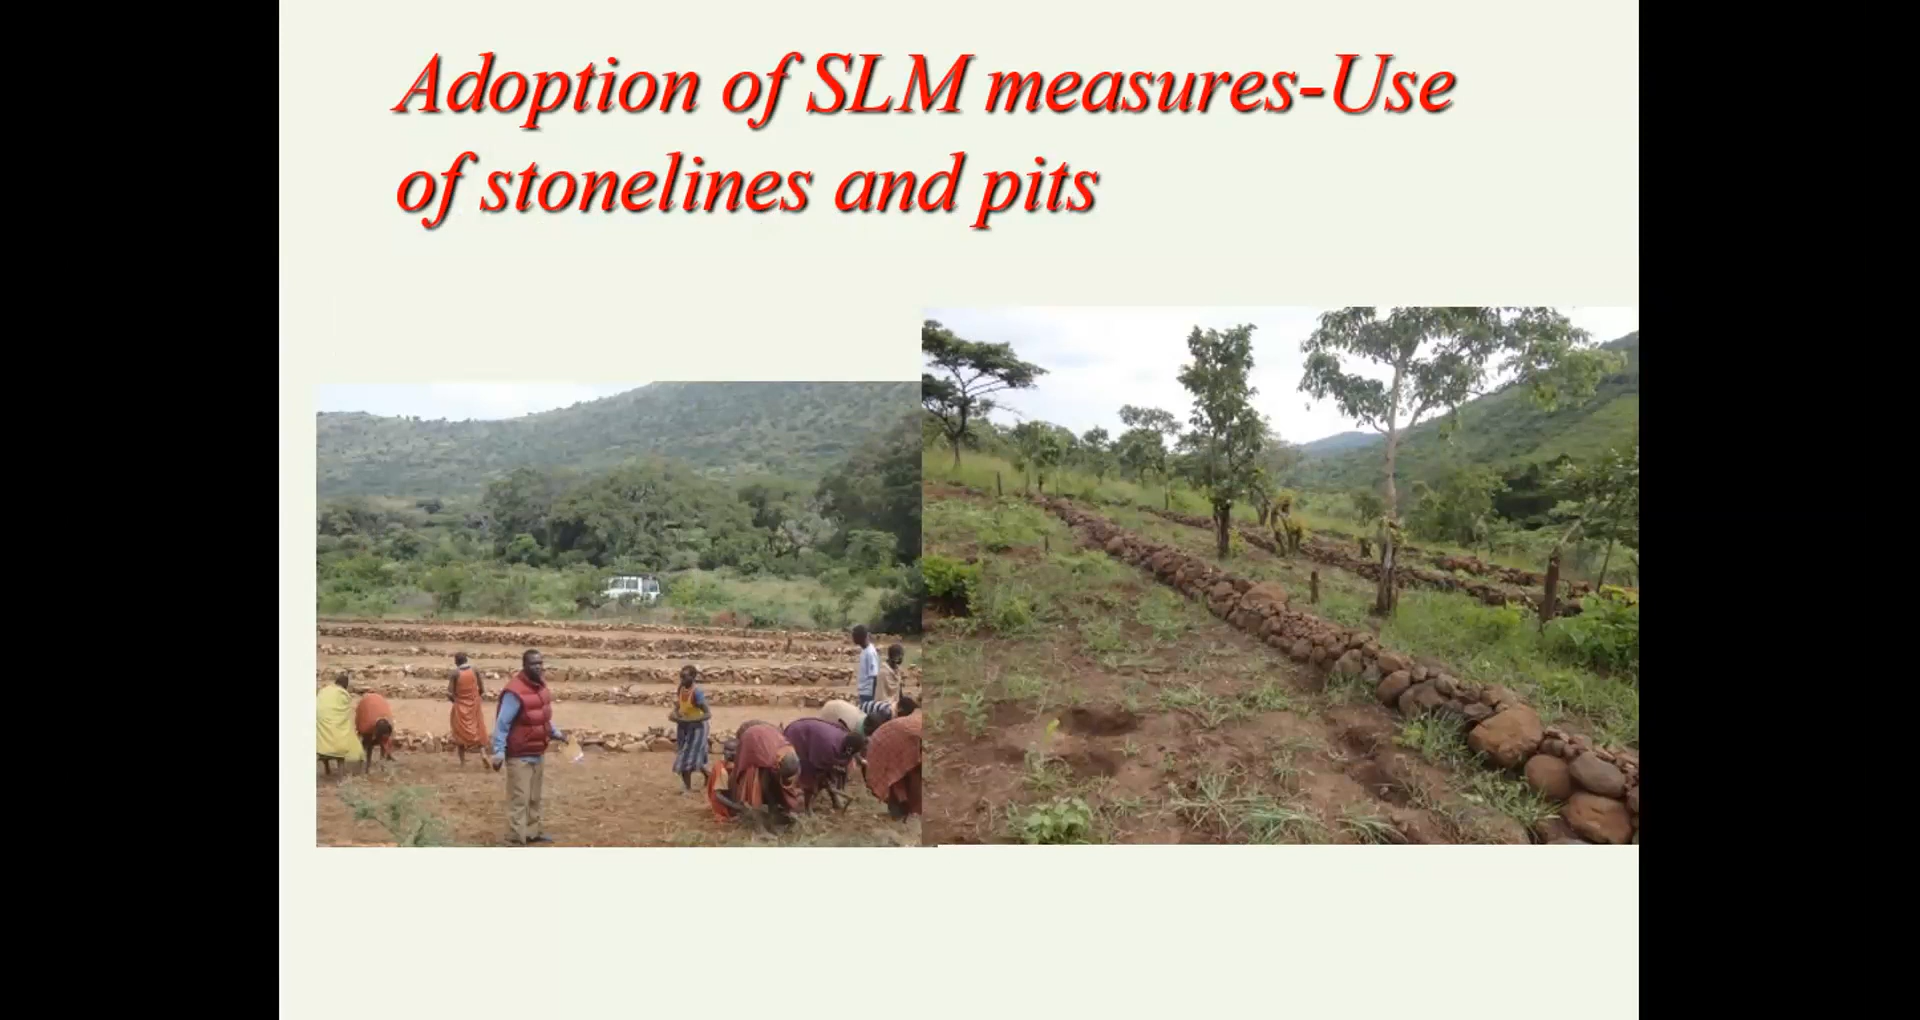 Adoption of SLM measures-Use
of stonelines and pits